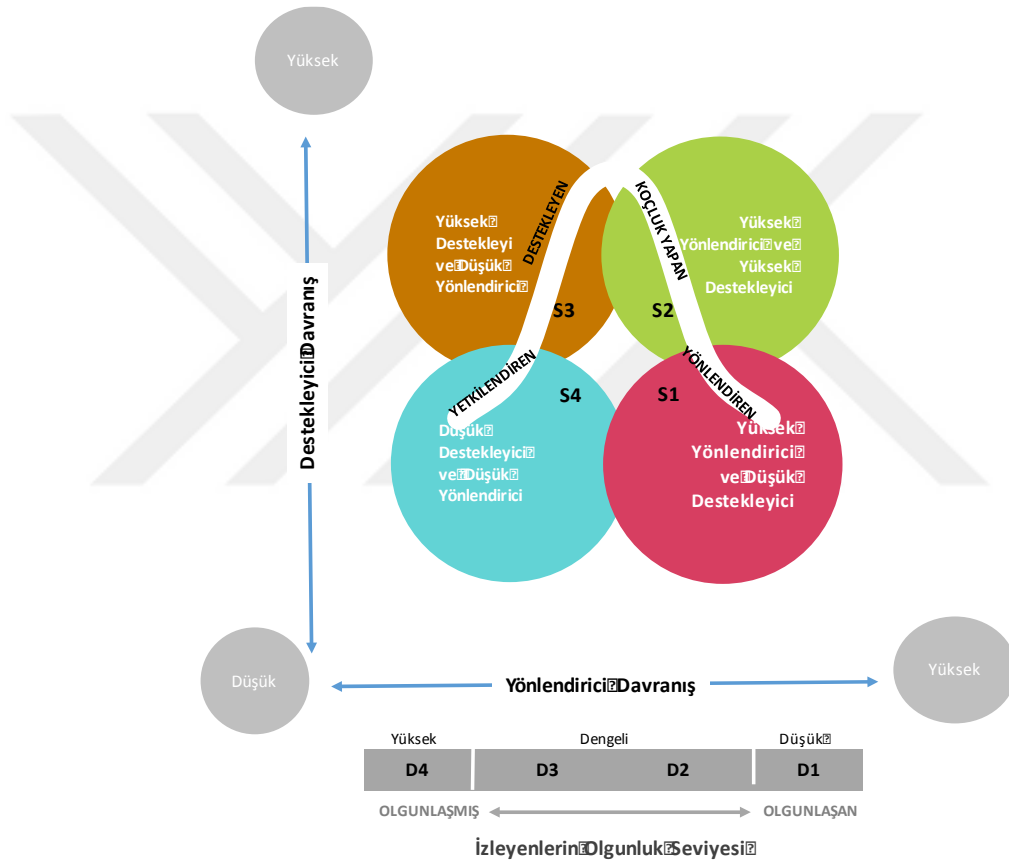 Yüksek
DESTEKLEYEN
KOÇLUK YAPAN
Yüksek
Destekleyi
ve Düşük
Yönlendirici
Yüksek
Yönlendirici ve
Yüksek
Destekleyici
S3
S2
Destekleyici Davranış
YETKİLENDİREN
YÖNLENDİREN
S4
S1
Düşük
Destekleyici
ve Düşük
Yönlendirici
Yüksek
Yönlendirici
ve Düşük
Destekleyici
Düşük
Yönlendirici Davranış
Yüksek
Yüksek
Dengeli
Düşük
D4
D3
D2
D1
OLGUNLAŞMIŞ
OLGUNLAŞAN
İzleyenlerin Olgunluk Seviyesi